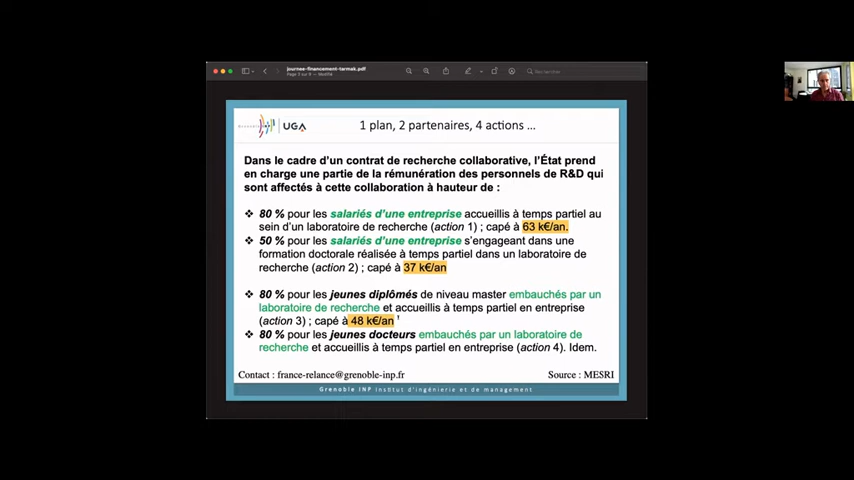 journee-financement-tarmak.pdf
Recherche
UGA
1 plan, 2 partenaires, 4 actions ...
Dans le cadre d'un contrat de recherche collaborative, l'État prend
en charge une partie de la rémunération des personnels de R&D qui
sont affectés à cette collaboration à hauteur de :
❖ 80 % pour les salariés d'une entreprise accueillis à temps partiel au
sein d'un laboratoire de recherche (action 1) ; capé à 63 k€/an.
❖ 50 % pour les salariés d'une entreprise s'engageant dans une
formation doctorale réalisée à temps partiel dans un laboratoire de
recherche (action 2) ; capé à 37 k€/an
❖ 80% pour les jeunes diplômés de niveau master embauchés par un
laboratoire de recherche et accueillis à temps partiel en entreprise
(action 3) ; capé à 48 k€/an
❖ 80% pour les jeunes docteurs embauchés par un laboratoire de
recherche et accueillis à temps partiel en entreprise (action 4). Idem.
Contact : france-relance@grenoble-inp.fr
Source : MESRI
Grenoble INP Institut d'ingénierie et de management